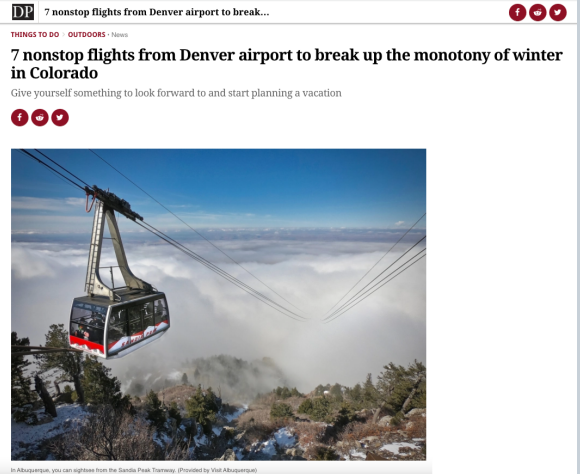 DP 7 nonstop flights from Denver airport to break...
THINGS TO DO OUTDOORS • News
7 nonstop flights from Denver airport to break up the monotony of winter
in Colorado
Give yourself something to look forward to and start planning a vacation
In Albuquerque, you can sightsee from the Sandia Peak Tramway. (Provided by Visit Albuquerque)